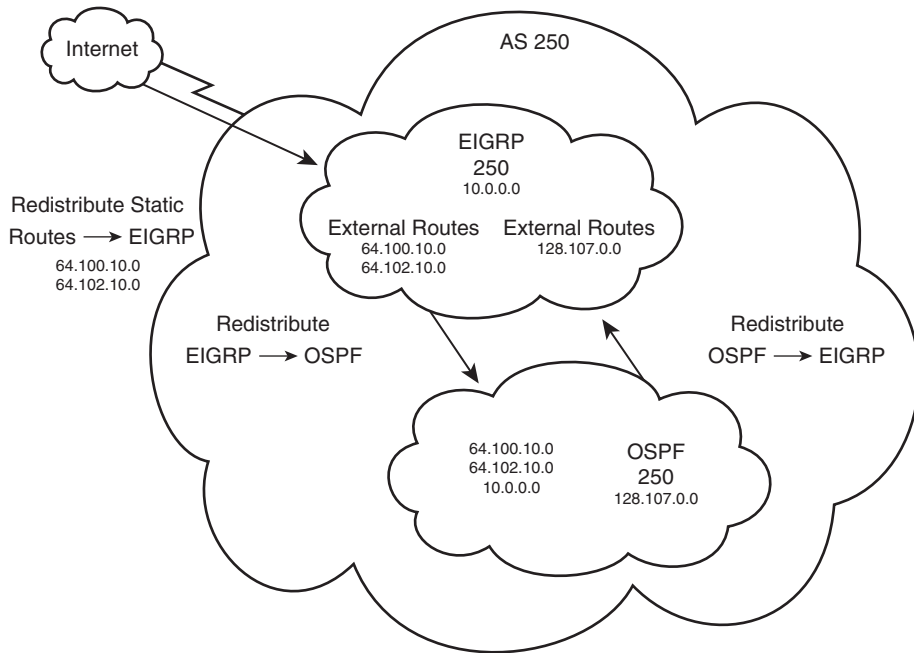 Internet
AS 250
EIGRP
250
10.0.0.0
Redistribute Static
Routes → EIGRP
64.100.10.0
64.102.10.0
External Routes
64.100.10.0
64.102.10.0
External Routes
128.107.0.0
Redistribute
EIGRP → OSPF
Redistribute
OSPF → EIGRP
64.100.10.0
64.102.10.0
10.0.0.0
OSPF
250
128.107.0.0